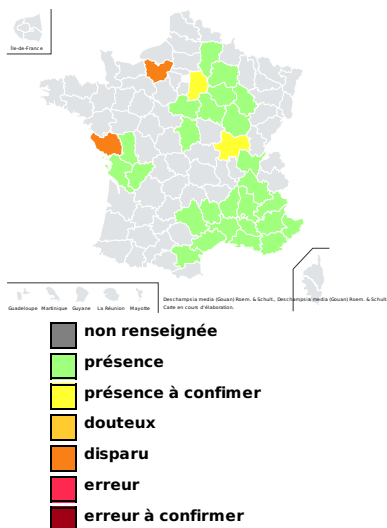 Île-de-France
Guadeloupe Martinique Guyane La Réunion Mayotte
Deschampsia media (Gouan) Roem. & Schult., Deschampsia media (Gouan) Roem. & Schult
Carte en cours d'élaboration.
non renseignée
présence
présence à confimer
douteux
disparu
erreur
erreur à confirmer